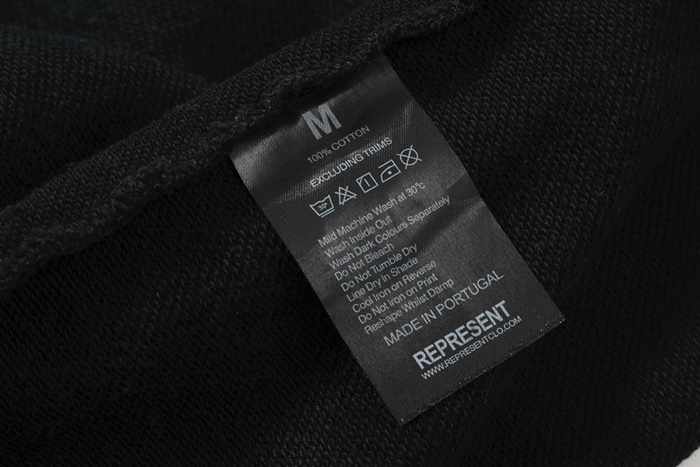 M
100% COTTON
EXCLUDING TRIMS
30°
Mild Machine Wash at 30°c
Wash Inside Out
Wash Dark Colours Separately
Do Not Bleach
Do Not Tumble Dry
Line Dry In Shade
Cool Iron on Reverse
Do Not Iron on Print
Reshape Whilst Damp
MADE IN PORTUGAL
REPRESENT
WWW.REPRESENTCLO.COM